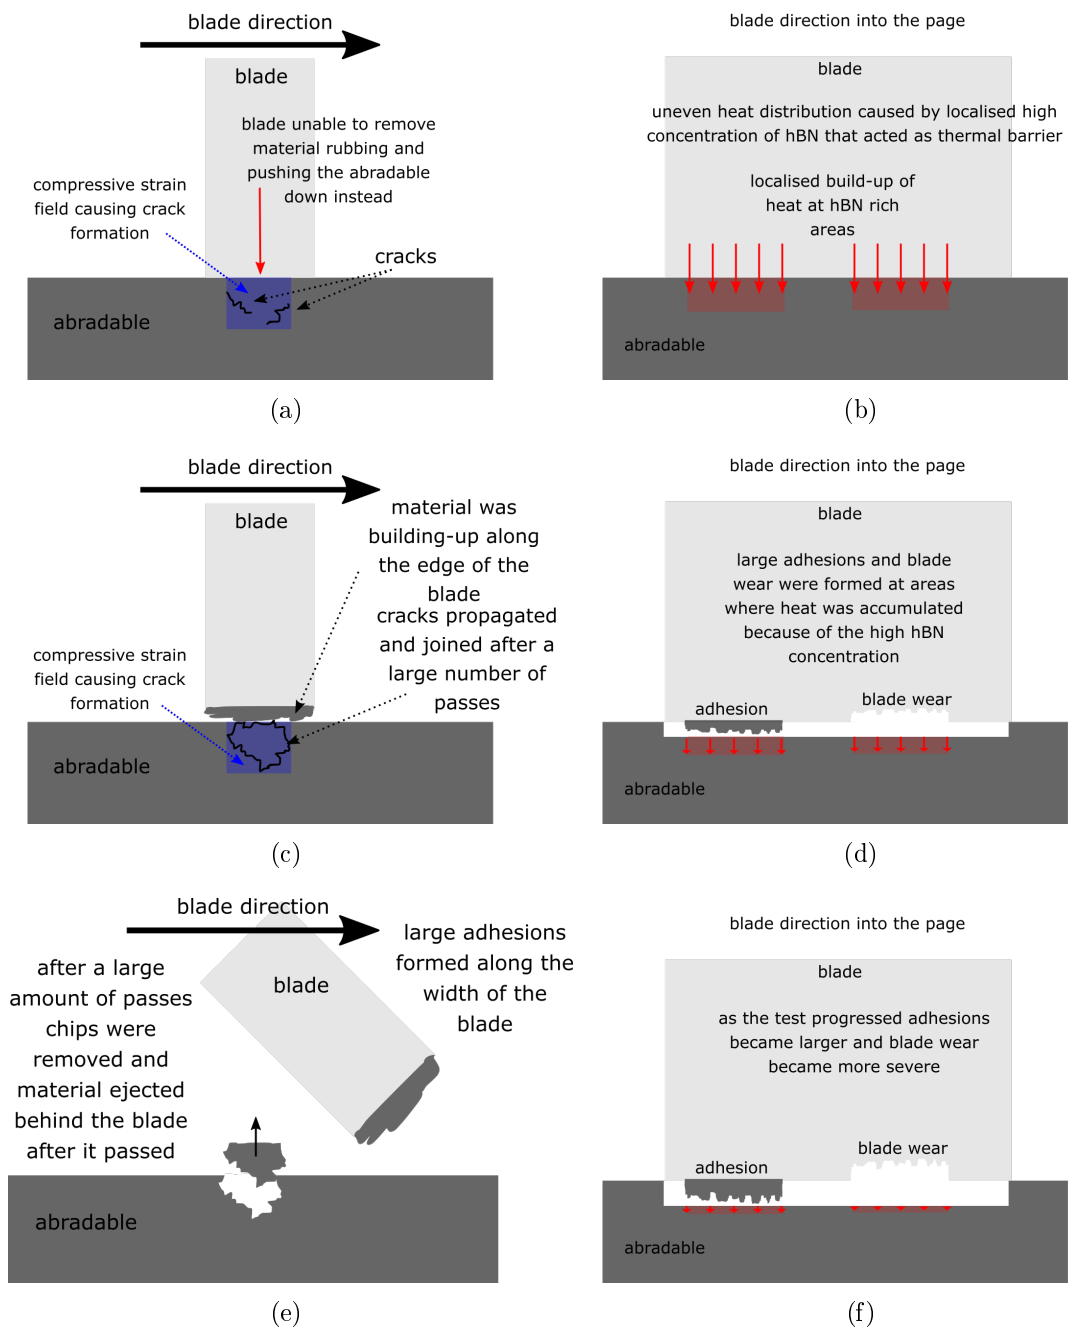 blade direction
blade
blade unable to remove
material rubbing and
pushing the abradable
down instead
compressive strain
field causing crack
formation
cracks
abradable
(a)
blade direction into the page
blade
uneven heat distribution caused by localised high
concentration of hBN that acted as thermal barrier
localised build-up of
heat at hBN rich
areas
abradable
(b)
blade direction
blade
material was
building-up along
the edge of the
blade
cracks propagated
and joined after a
large number of
passes
compressive strain
field causing crack
formation
abradable
(c)
blade direction into the page
blade
large adhesions and blade
wear were formed at areas
where heat was accumulated
because of the high hBN
concentration
adhesion
blade wear
abradable
(d)
blade direction
blade
large adhesions
formed along the
width of the
blade
after a large
amount of passes
chips were
removed and
material ejected
behind the blade
after it passed
abradable
(e)
blade direction into the page
blade
as the test progressed adhesions
became larger and blade wear
became more severe
adhesion
blade wear
abradable
(f)